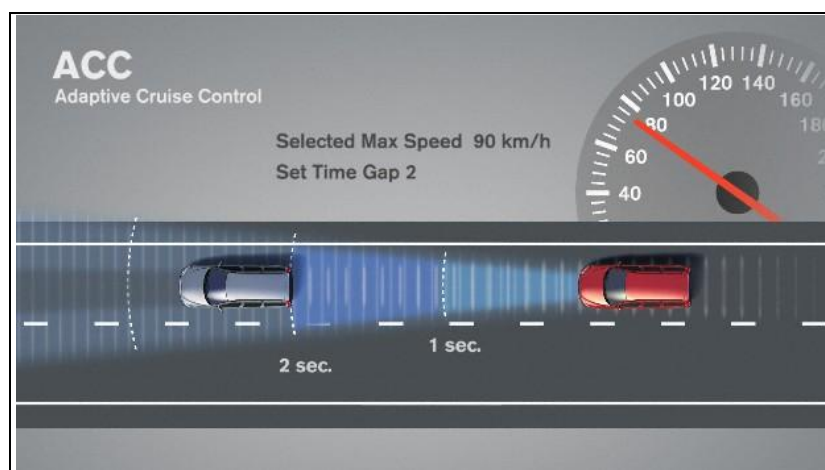 ACC
Adaptive Cruise Control
Selected Max Speed 90 km/h
Set Time Gap 2
40
60
80
100
120
140
160
2 sec.
1 sec.